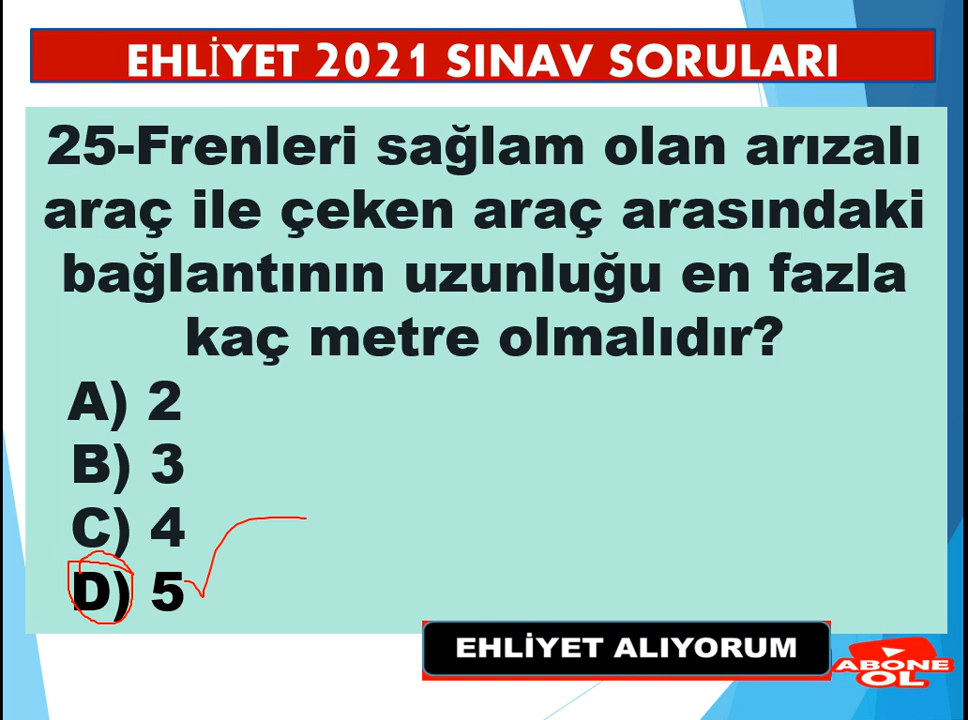 EHLİYET 2021 SINAV SORULARI
25-Frenleri sağlam olan arızalı
araç ile çeken araç arasındaki
bağlantının uzunluğu en fazla
kaç metre olmalıdır?
A) 2
B) 3
C) 4
D) 5
EHLİYET ALIYORUM
ABONE
OL